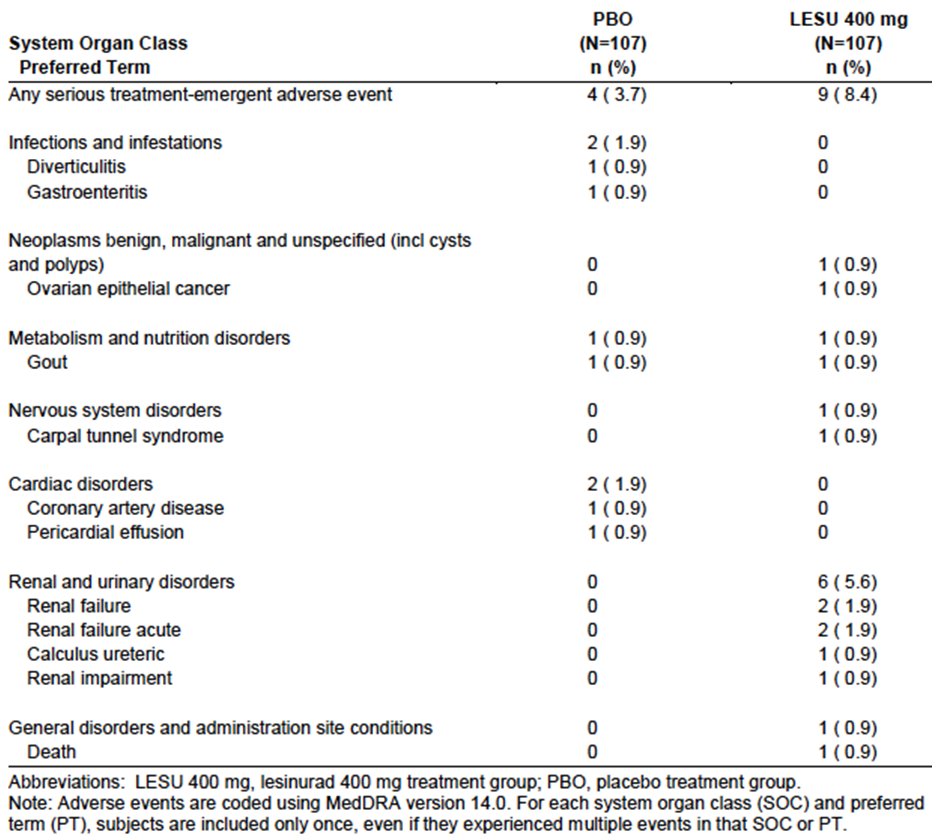 PBO LESU 400 mg
System Organ Class (N=107) (N=107)
Preferred Term n (%) n (%)
Any serious treatment-emergent adverse event 4 ( 3.7) 9 ( 8.4)
Infections and infestations 2 ( 1.9) 0
Diverticulitis 1 ( 0.9) 0
Gastroenteritis 1 ( 0.9) 0
Neoplasms benign, malignant and unspecified (incl cysts
and polyps) 0 1 ( 0.9)
Ovarian epithelial cancer 0 1 ( 0.9)
Metabolism and nutrition disorders 1 ( 0.9) 1 ( 0.9)
Gout 1 ( 0.9) 1 ( 0.9)
Nervous system disorders 0 1 ( 0.9)
Carpal tunnel syndrome 0 1 ( 0.9)
Cardiac disorders 2 ( 1.9) 0
Coronary artery disease 1 ( 0.9) 0
Pericardial effusion 1 ( 0.9) 0
Renal and urinary disorders 0 6 ( 5.6)
Renal failure 0 2 ( 1.9)
Renal failure acute 0 2 ( 1.9)
Calculus ureteric 0 1 ( 0.9)
Renal impairment 0 1 ( 0.9)
General disorders and administration site conditions 0 1 ( 0.9)
Death 0 1 ( 0.9)
Abbreviations: LESU 400 mg, lesinurad 400 mg treatment group; PBO, placebo treatment group.
Note: Adverse events are coded using MedDRA version 14.0. For each system organ class (SOC) and preferred
term (PT), subjects are included only once, even if they experienced multiple events in that SOC or PT.